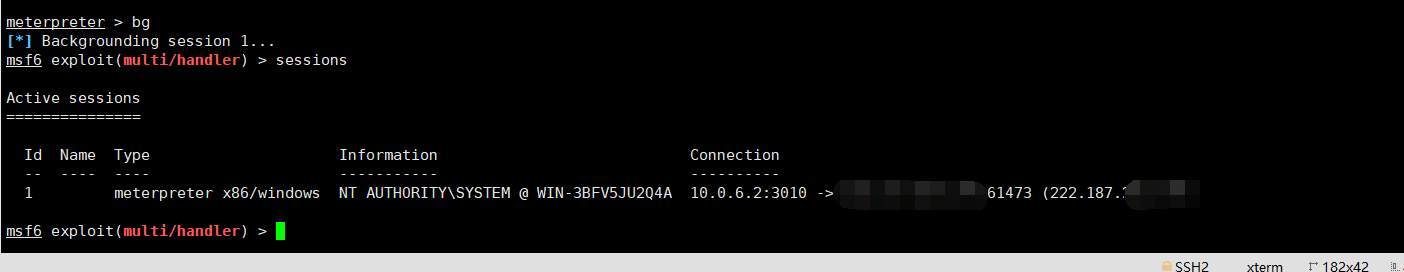 meterpreter > bg
[*] Backgrounding session 1...
msf6 exploit(multi/handler) > sessions
Active sessions
===============
Id Name Type Information Connection
-- ---- ---- ----------- ----------
1 meterpreter x86/windows NT AUTHORITY\SYSTEM @ WIN-3BFV5JU2Q4A 10.0.6.2:3010 -> 61473 (222.187.
msf6 exploit(multi/handler) >
SSH2 xterm 182x42